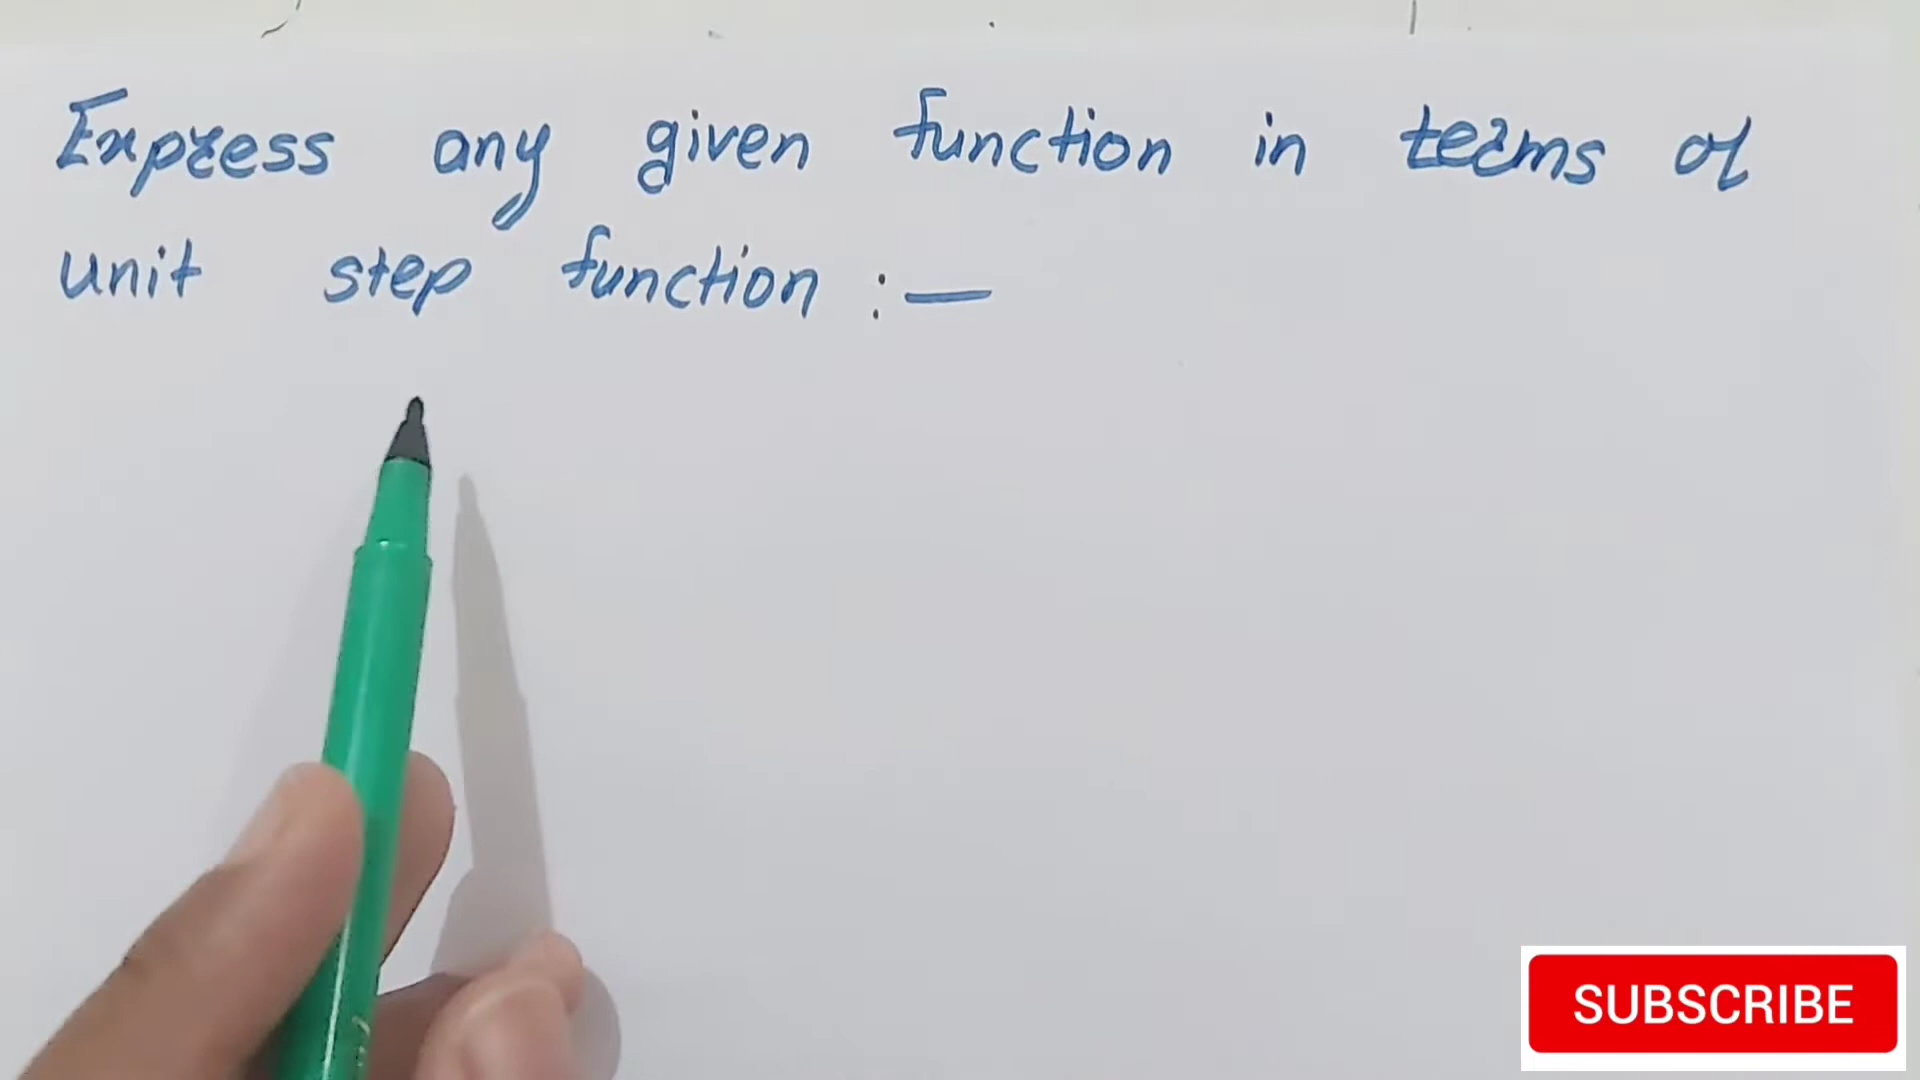 Express any given function in terms of
unit step function :—
SUBSCRIBE